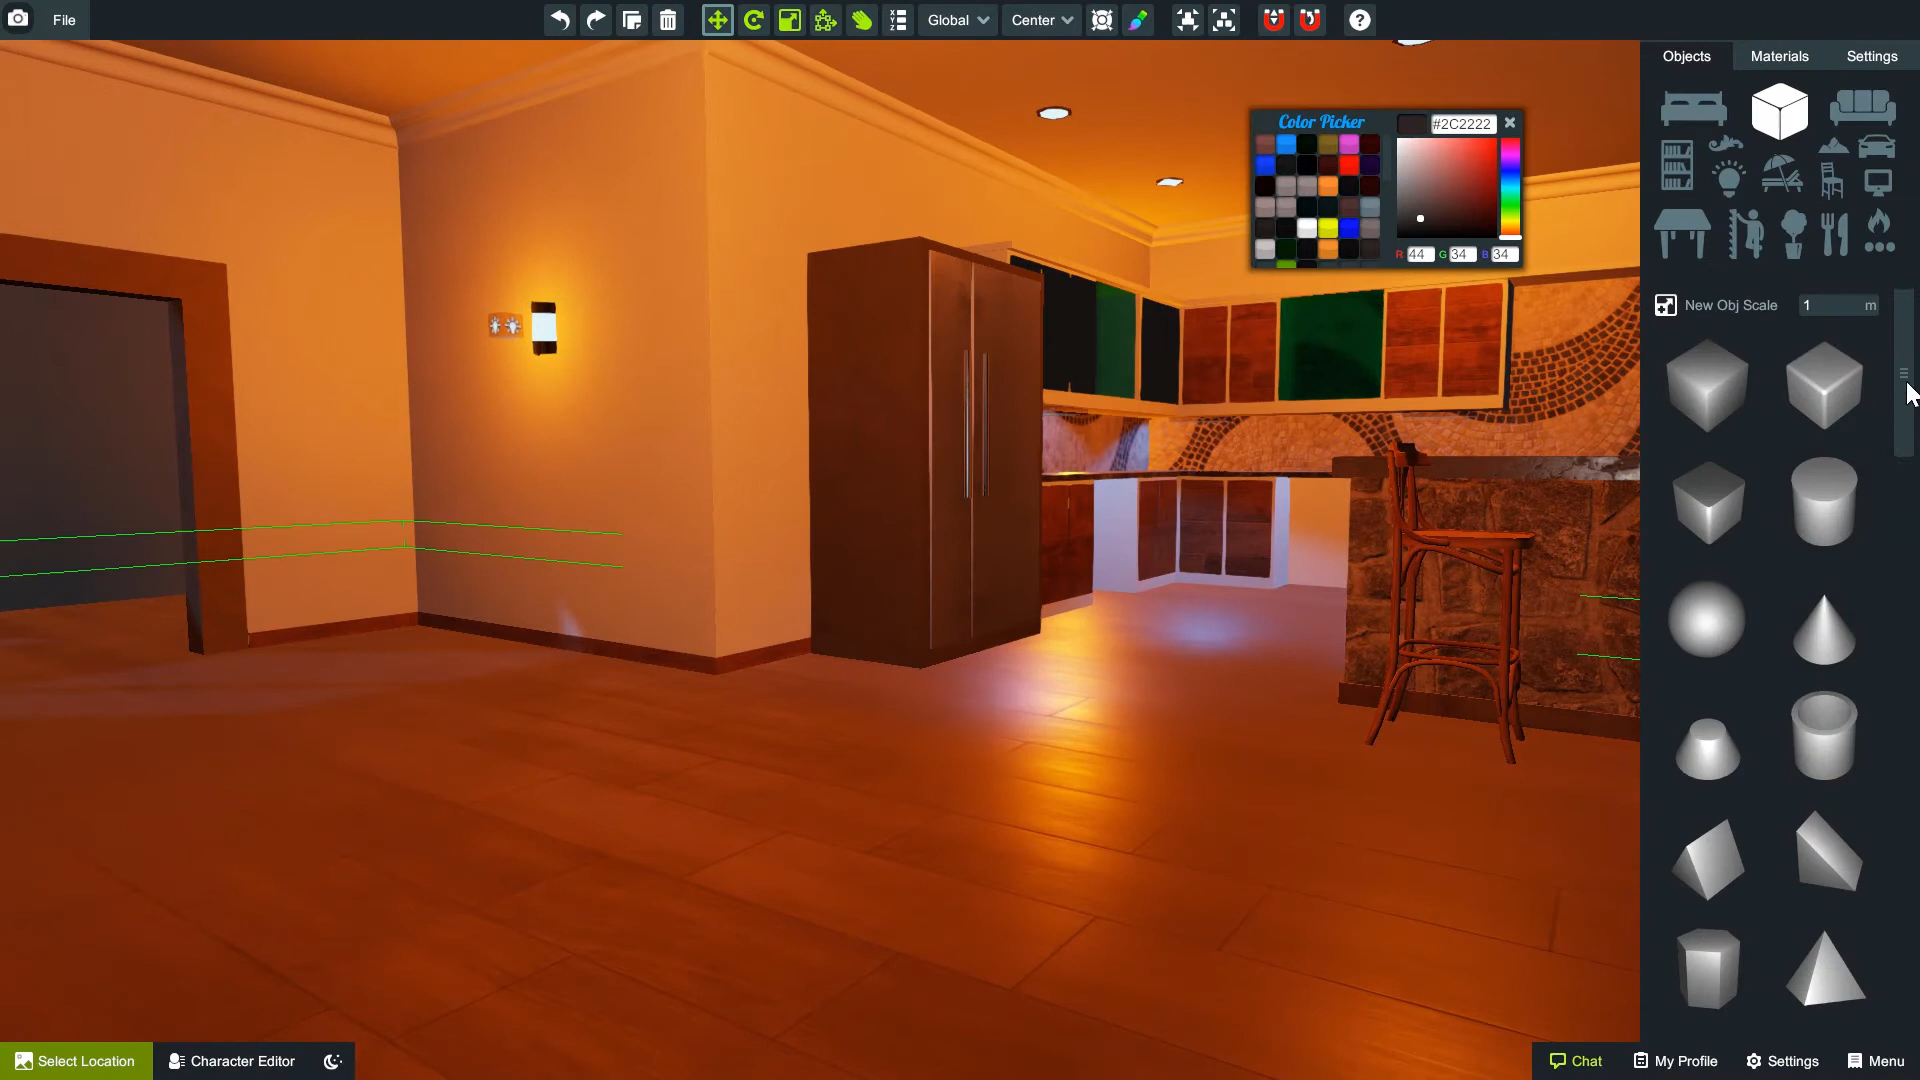 File
Global
Center
Objects
Materials
Settings
Color Picker
#2C2222
R 44 G 34 B 34
New Obj Scale
1 m
Select Location
Character Editor
Chat
My Profile
Settings
Menu